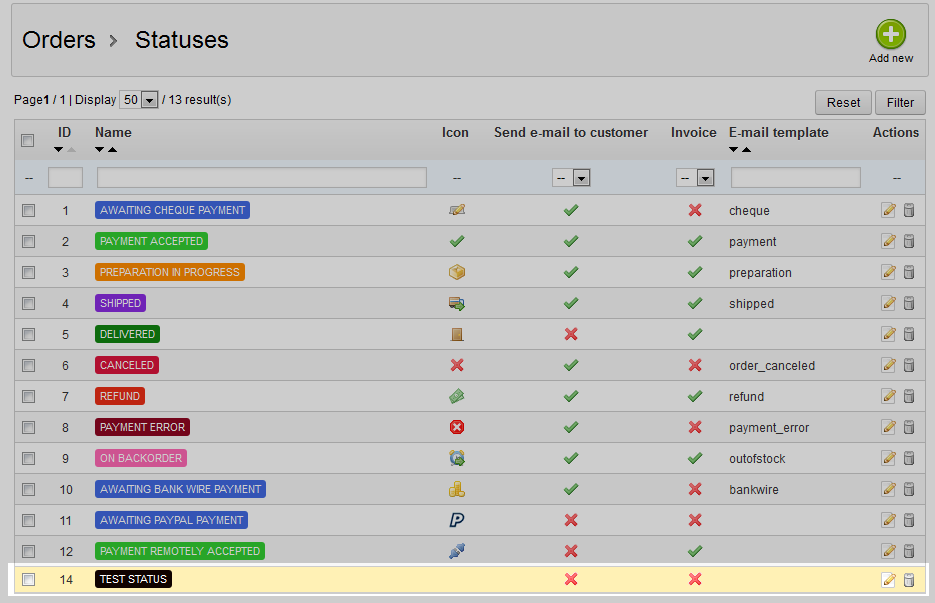 Orders > Statuses
Add new
Page1 / 1 | Display 50 / 13 result(s)
Reset Filter
ID Name Icon Send e-mail to customer Invoice E-mail template Actions
-- -- -- -- --
1 AWAITING CHEQUE PAYMENT cheque
2 PAYMENT ACCEPTED payment
3 PREPARATION IN PROGRESS preparation
4 SHIPPED shipped
5 DELIVERED
6 CANCELED order_canceled
7 REFUND refund
8 PAYMENT ERROR payment_error
9 ON BACKORDER outofstock
10 AWAITING BANK WIRE PAYMENT bankwire
11 AWAITING PAYPAL PAYMENT
12 PAYMENT REMOTELY ACCEPTED
14 TEST STATUS